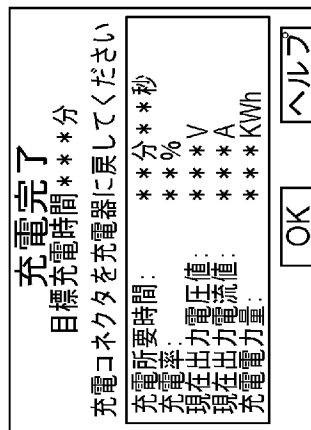 充電完了
目標充電時間***分
充電コネクタを充電器に戻してください
充電所要時間: **分**秒
充電率: **%
現在出力電圧値: ***V
現在出力電流値: ***A
充電電力量: ***KWh
OK ヘルプ